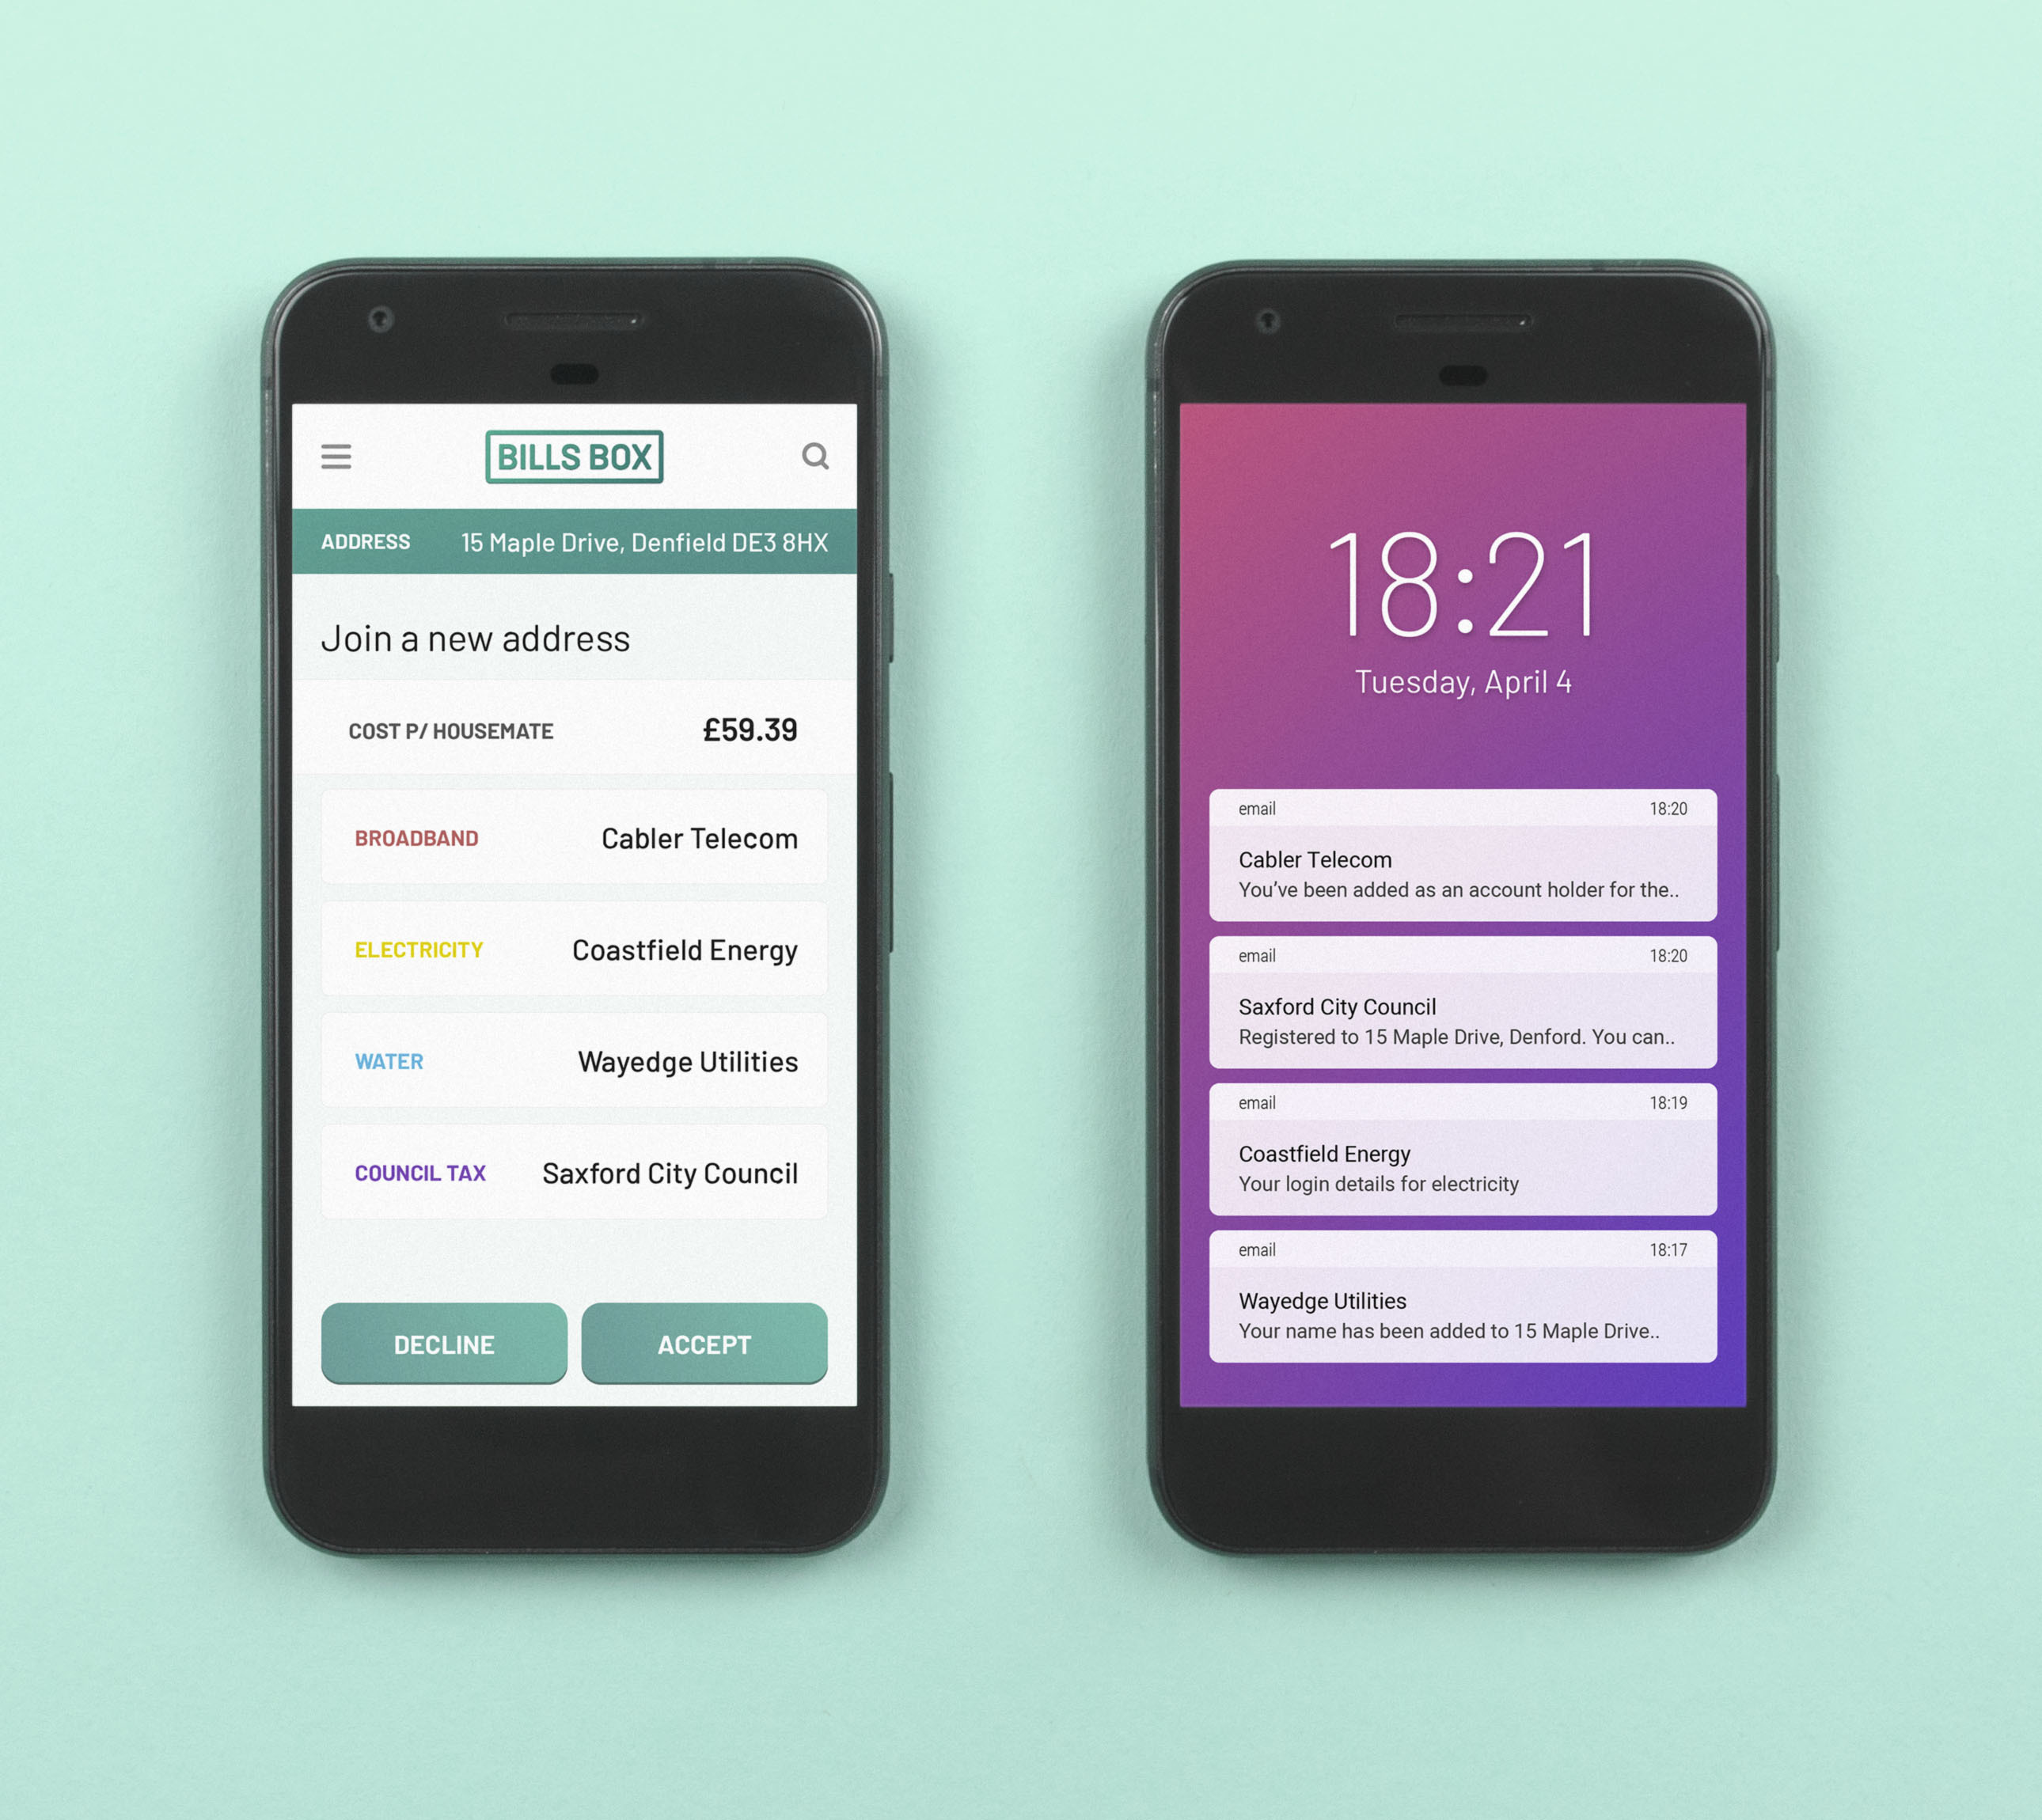 BILLS BOX
ADDRESS 15 Maple Drive, Denfield DE3 8HX
Join a new address
COST P/ HOUSEMATE £59.39
BROADBAND Cabler Telecom
ELECTRICITY Coastfield Energy
WATER Wayedge Utilities
COUNCIL TAX Saxford City Council
DECLINE ACCEPT
18:21
Tuesday, April 4
email 18:20
Cabler Telecom
You’ve been added as an account holder for the..
email 18:20
Saxford City Council
Registered to 15 Maple Drive, Denford. You can..
email 18:19
Coastfield Energy
Your login details for electricity
email 18:17
Wayedge Utilities
Your name has been added to 15 Maple Drive..